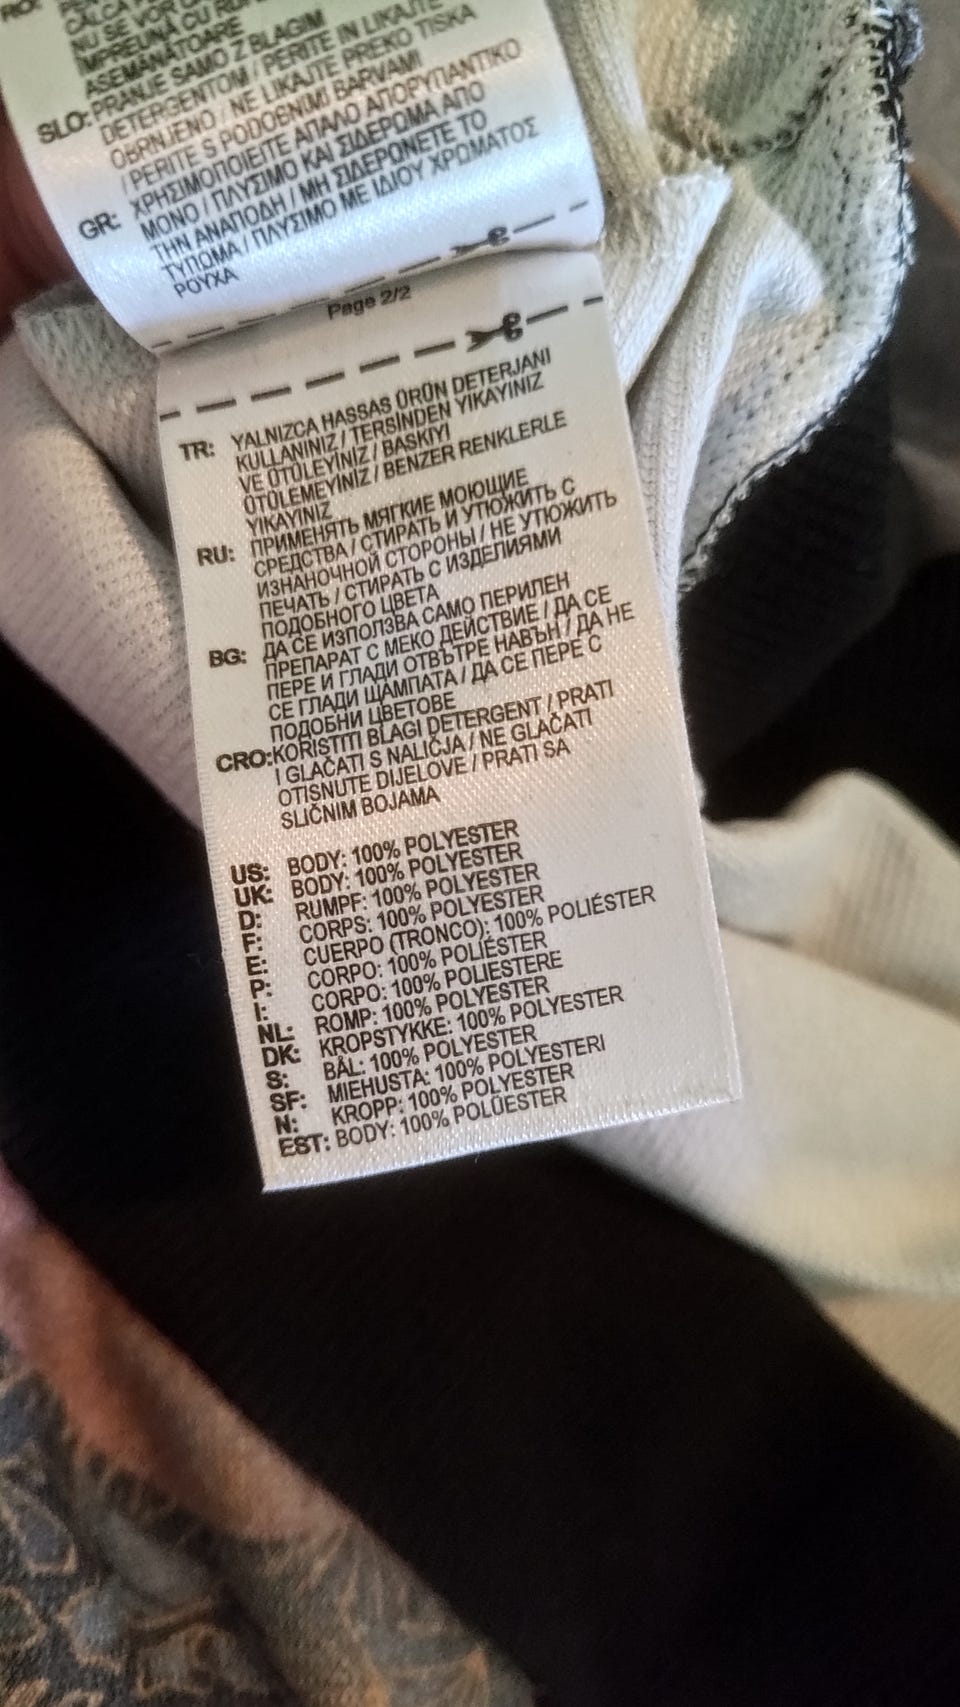 RO:
CALCA
NU SE VOR
MPREUNĂ CU
ASEMĂNĂTOARE
SLO: PRANJE SAMO Z BLAGIM
DETERGENTOM / PERITE IN LIKAJTE
OBRNJENO / NE LIKAJTE PREKO TISKA
/ PERITE S PODOBNIMI BARVAMI
GR: ΧΡΗΣΙΜΟΠΟΙΕΙΤΕ ΑΠΑΛΟ ΑΠΟΡΥΠΑΝΤΙΚΟ
ΜΟΝΟ / ΠΛΥΣΙΜΟ ΚΑΙ ΣΙΔΕΡΩΜΑ ΑΠΟ
ΤΗΝ ΑΝΑΠΟΔΗ / ΜΗ ΣΙΔΕΡΩΝΕΤΕ ΤΟ
ΤΥΠΩΜΑ / ΠΛΥΣΙΜΟ ΜΕ ΙΔΙΟΥ ΧΡΩΜΑΤΟΣ
ΡΟΥΧΑ
Page 2/2
TR: YALNIZCA HASSAS ÜRÜN DETERJANI
KULLANINIZ / TERSİNDEN YIKAYINIZ
VE ÜTÜLEYİNİZ / BASKIYI
ÜTÜLEMEYİNİZ / BENZER RENKLERLE
YIKAYINIZ
RU: ПРИМЕНЯТЬ МЯГКИЕ МОЮЩИЕ
СРЕДСТВА / СТИРАТЬ И УТЮЖИТЬ С
ИЗНАНОЧНОЙ СТОРОНЫ / НЕ УТЮЖИТЬ
ПЕЧАТЬ / СТИРАТЬ С ИЗДЕЛИЯМИ
ПОДОБНОГО ЦВЕТА
BG: ДА СЕ ИЗПОЛЗВА САМО ПЕРИЛЕН
ПРЕПАРАТ С МЕКО ДЕЙСТВИЕ / ДА СЕ
ПЕРЕ И ГЛАДИ ОТВЪТРЕ НАВЪН / ДА НЕ
СЕ ГЛАДИ ЩАМПАТА / ДА СЕ ПЕРЕ С
ПОДОБНИ ЦВЕТОВЕ
CRO: KORISTITI BLAGI DETERGENT / PRATI
I GLAČATI S NALIČJA / NE GLAČATI
OTISNUTE DIJELOVE / PRATI SA
SLIČNIM BOJAMA
US: BODY: 100% POLYESTER
UK: BODY: 100% POLYESTER
D: RUMPF: 100% POLYESTER
F: CORPS: 100% POLYESTER
E: CUERPO (TRONCO): 100% POLIÉSTER
P: CORPO: 100% POLIÉSTER
I: CORPO: 100% POLIESTERE
NL: ROMP: 100% POLYESTER
DK: KROPSTYKKE: 100% POLYESTER
S: BÅL: 100% POLYESTER
SF: MIEHUSTA: 100% POLYESTERI
N: KROPP: 100% POLYESTER
EST: BODY: 100% POLÜESTER